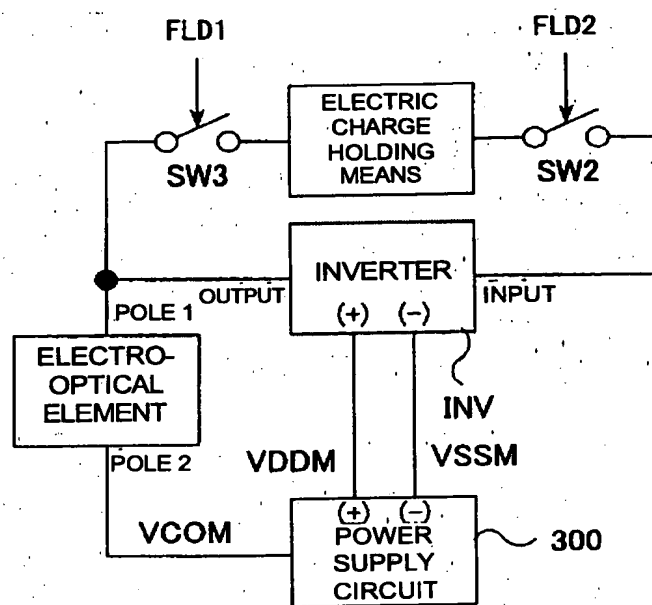 FLD1
FLD2
ELECTRIC
CHARGE
HOLDING
MEANS
SW3
SW2
INVERTER
OUTPUT
INPUT
(+) (-)
POLE 1
ELECTRO-
OPTICAL
ELEMENT
INV
POLE 2
VDDM
VSSM
VCOM
(+) (-)
POWER
SUPPLY
CIRCUIT
300